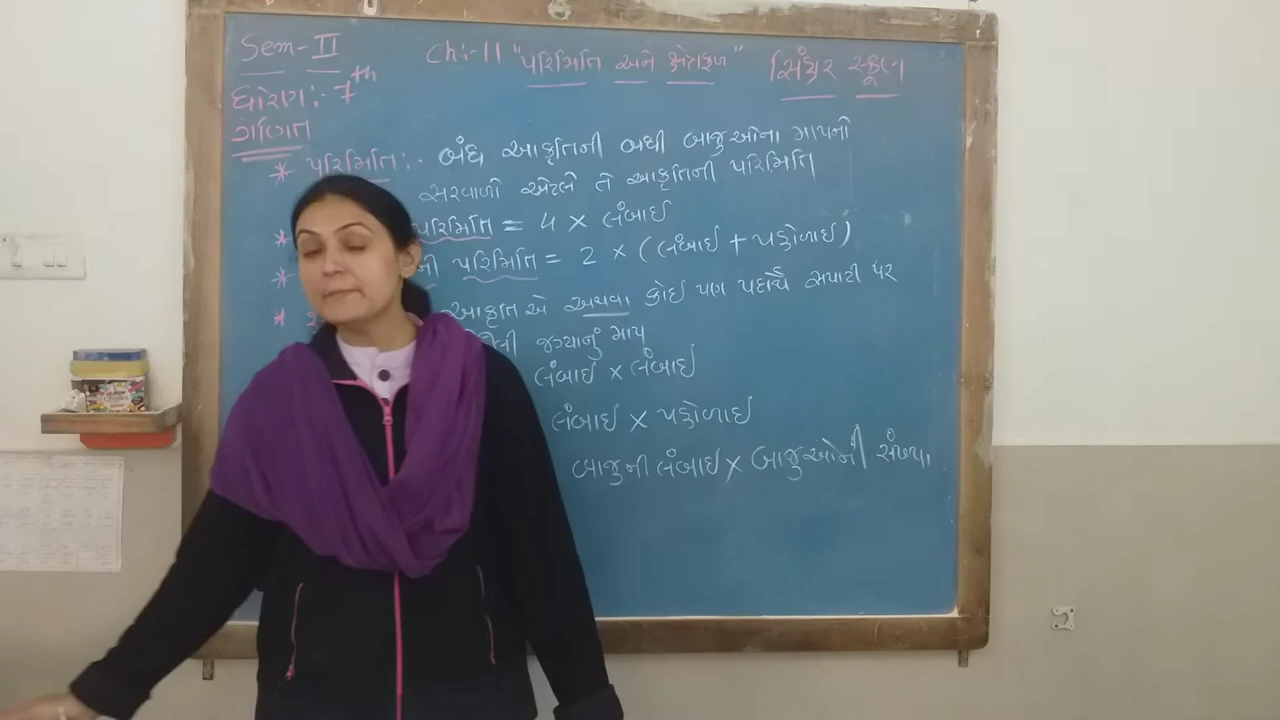 Sem-II
Ch:-11 "પરિમિતિ અને ક્ષેત્રફળ"
સ્કૂલ
ધોરણ:- 7th
ગણિત
* પરિમિતિ:- બંધ આકૃતિની બધી બાજુઓના માપનો
સરવાળો એટલે તે આકૃતિની પરિમિતિ
* પરિમિતિ = 4 × લંબાઈ
* ની પરિમિતિ = 2 × (લંબાઈ + પહોળાઈ)
* આકૃતિ એ અથવા કોઈ પણ પદાર્થે સપાટી પર
જગ્યાનું માપ
લંબાઈ × લંબાઈ
લંબાઈ × પહોળાઈ
બાજુની લંબાઈ × બાજુઓની સંખ્યા